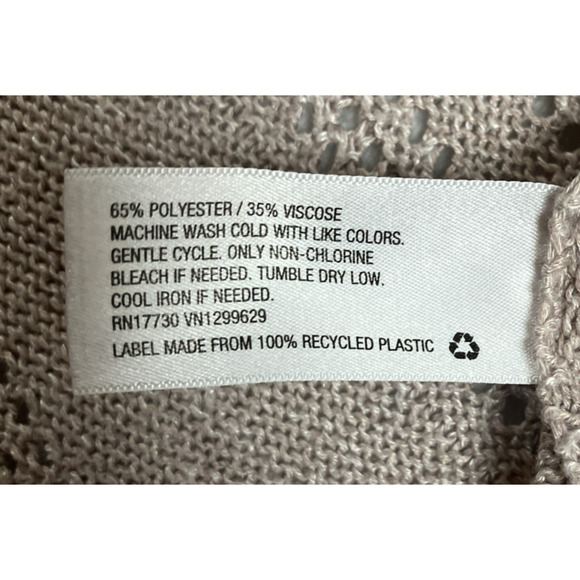 65% POLYESTER / 35% VISCOSE
MACHINE WASH COLD WITH LIKE COLORS.
GENTLE CYCLE. ONLY NON-CHLORINE
BLEACH IF NEEDED. TUMBLE DRY LOW.
COOL IRON IF NEEDED.
RN17730 VN1299629
LABEL MADE FROM 100% RECYCLED PLASTIC